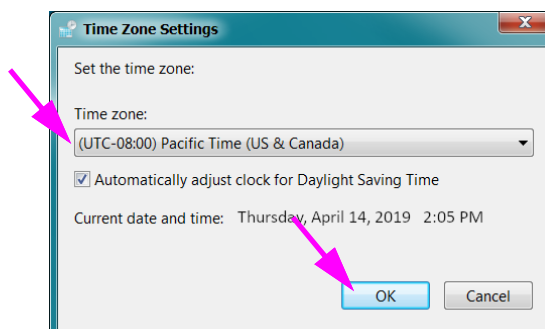 Time Zone Settings
Set the time zone:
Time zone:
(UTC-08:00) Pacific Time (US & Canada)
Automatically adjust clock for Daylight Saving Time
Current date and time: Thursday, April 14, 2019 2:05 PM
OK Cancel